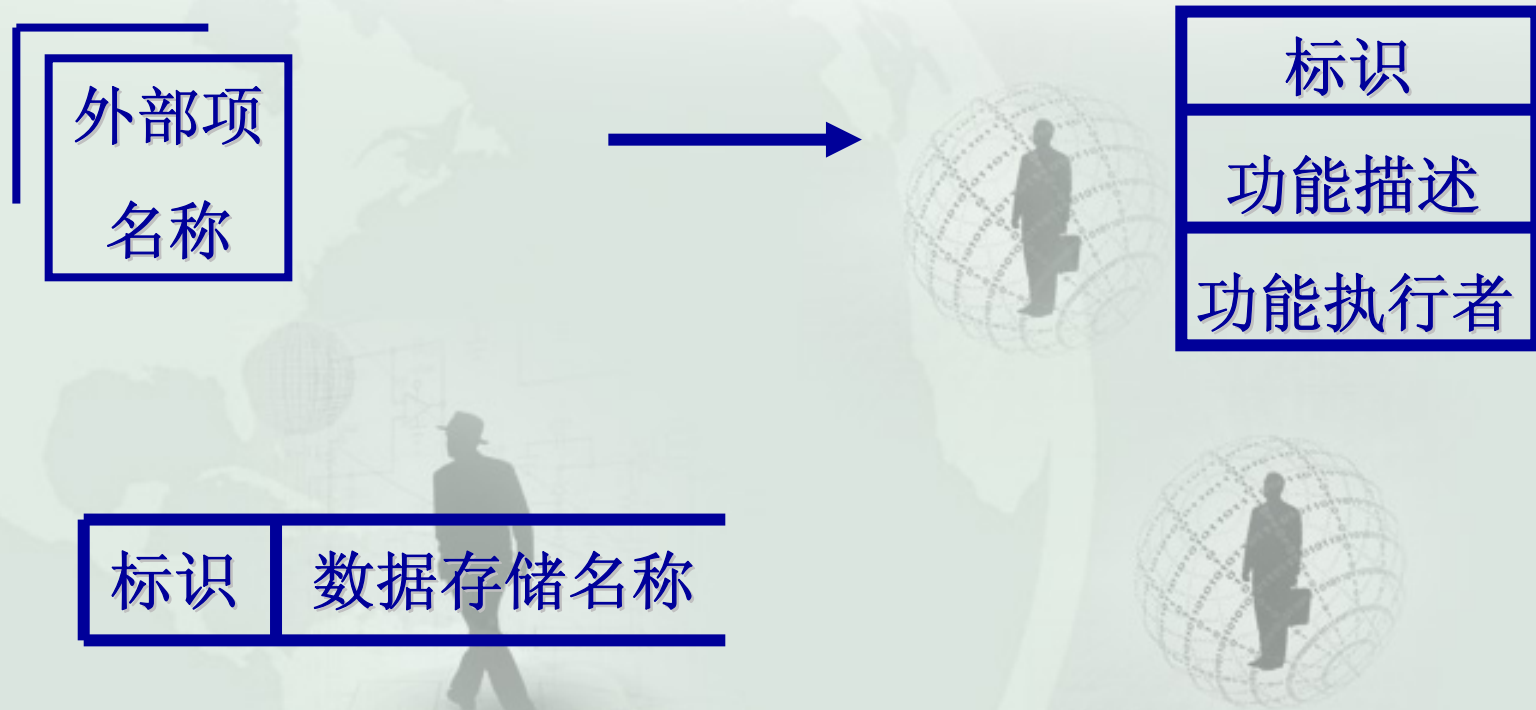 外部项
名称
标识
功能描述
功能执行者
标识
数据存储名称